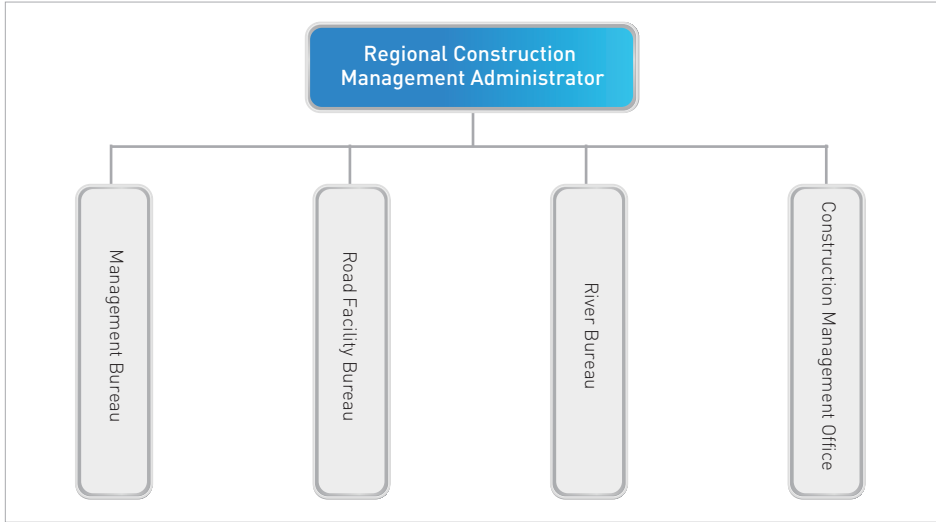 Regional Construction
Management Administrator
Management Bureau
Road Facility Bureau
River Bureau
Construction Management Office